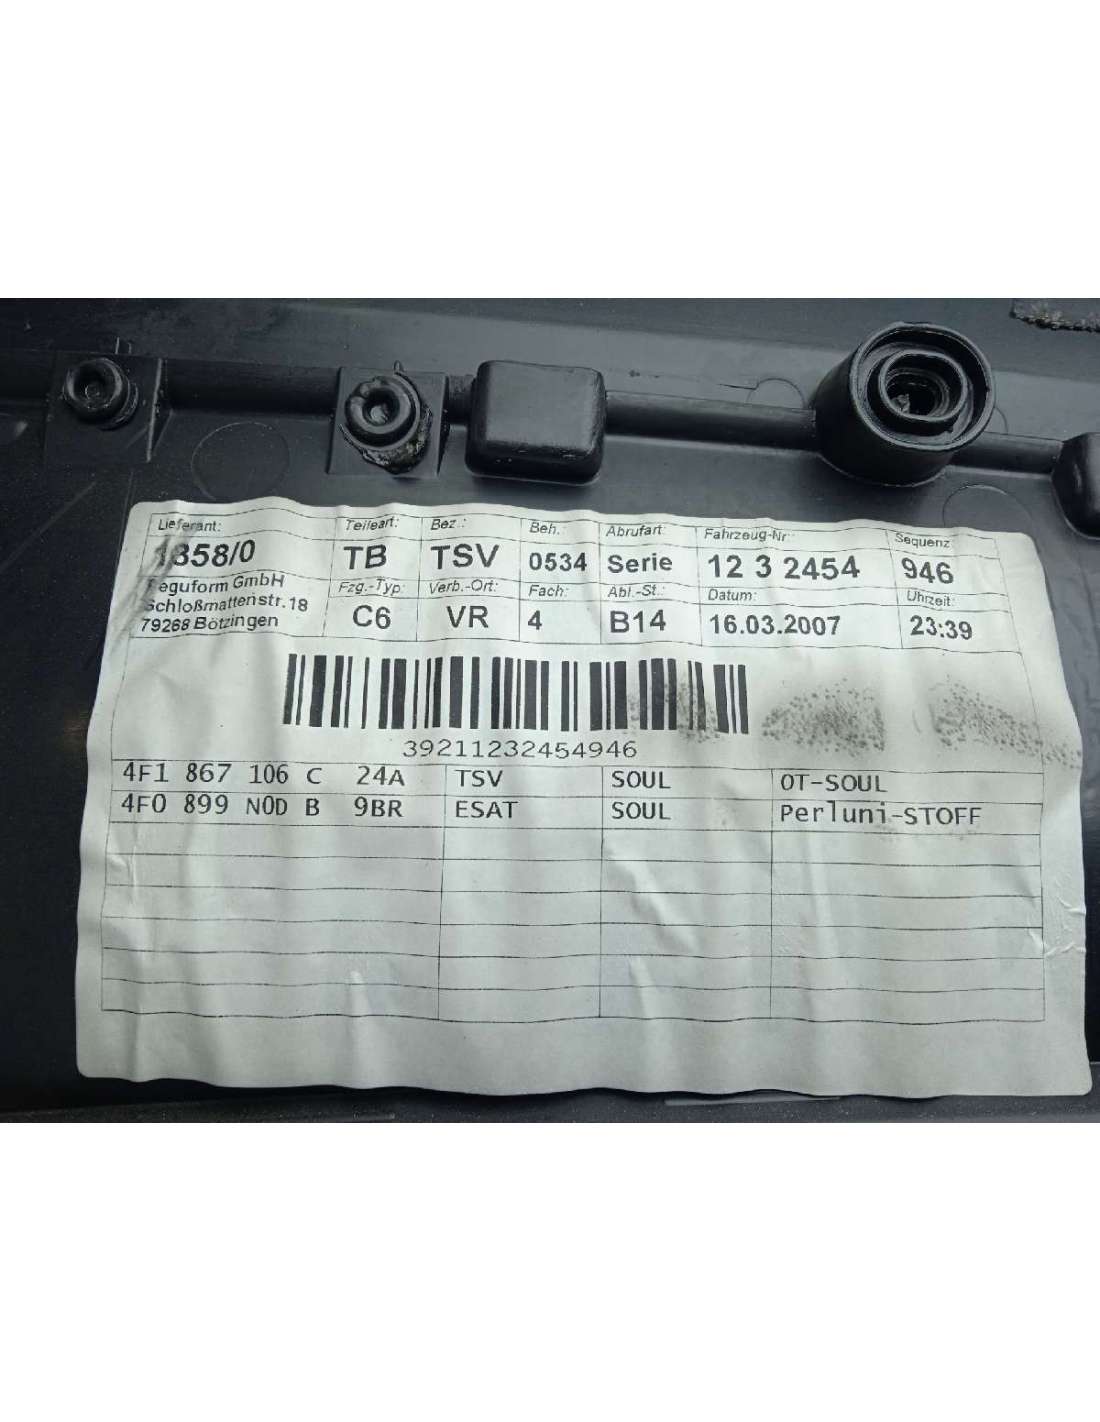 Lieferant: Teileart: Bez.: Beh.: Abrufart: Fahrzeug-Nr: Sequenz:
1858/0 TB TSV 0534 Serie 12 3 2454 946
Peguform GmbH Fzg.-Typ: Verb.-Ort: Fach: Abl.-St.: Datum: Uhrzeit:
Schloßmattenstr.18 C6 VR 4 B14 16.03.2007 23:39
79268 Bötzingen
39211232454946
4F1 867 106 C 24A TSV SOUL OT-SOUL
4F0 899 N0D B 9BR ESAT SOUL Perluni-STOFF